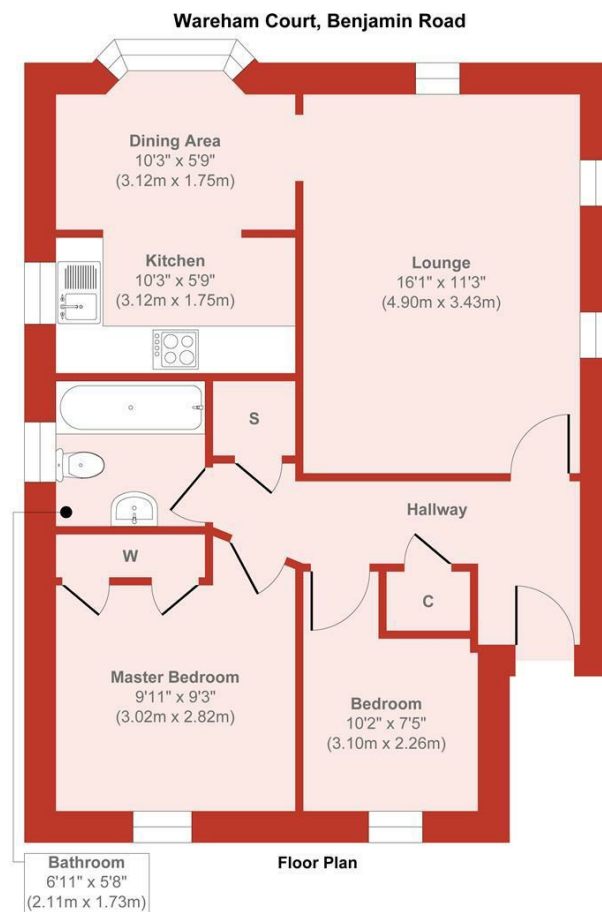 Wareham Court, Benjamin Road
Dining Area
10'3" x 5'9"
(3.12m x 1.75m)
Kitchen
10'3" x 5'9"
(3.12m x 1.75m)
Lounge
16'1" x 11'3"
(4.90m x 3.43m)
S
Hallway
W
C
Master Bedroom
9'11" x 9'3"
(3.02m x 2.82m)
Bedroom
10'2" x 7'5"
(3.10m x 2.26m)
Bathroom
6'11" x 5'8"
(2.11m x 1.73m)
Floor Plan